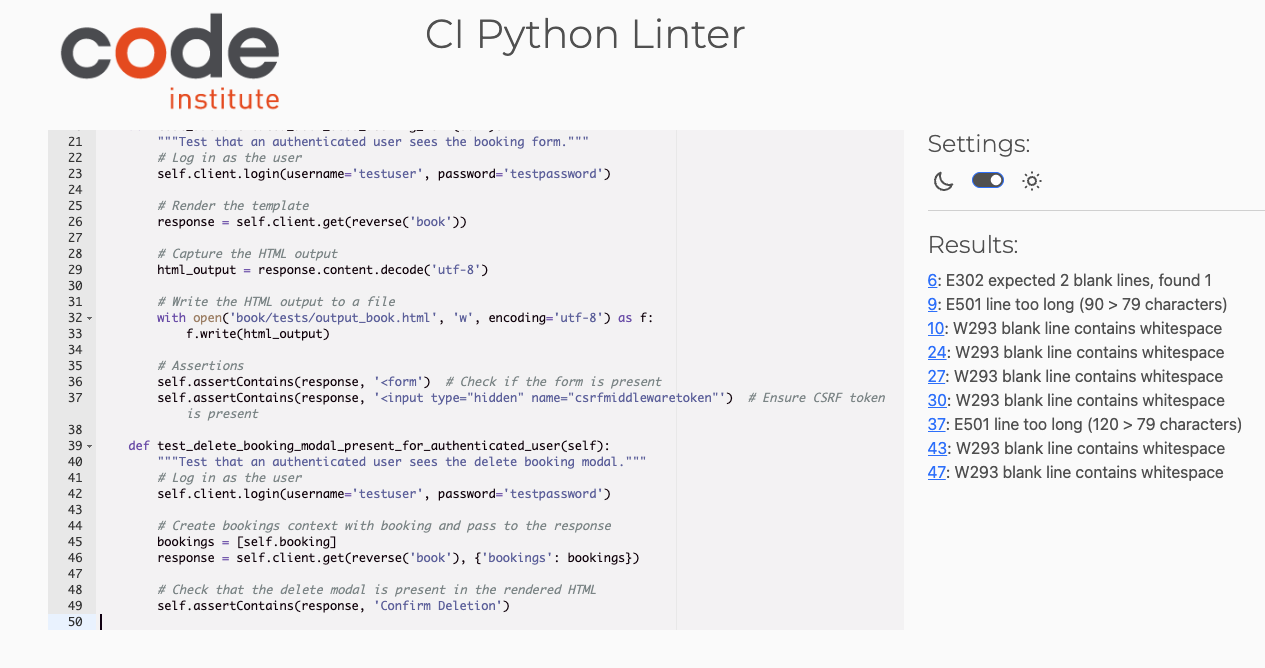 code
institute
CI Python Linter
21 """Test that an authenticated user sees the booking form."""
22 # Log in as the user
23 self.client.login(username='testuser', password='testpassword')
24
25 # Render the template
26 response = self.client.get(reverse('book'))
27
28 # Capture the HTML output
29 html_output = response.content.decode('utf-8')
30
31 # Write the HTML output to a file
32 with open('book/tests/output_book.html', 'w', encoding='utf-8') as f:
33 f.write(html_output)
34
35 # Assertions
36 self.assertContains(response, '<form')  # Check if the form is present
37 self.assertContains(response, '<input type="hidden" name="csrfmiddlewaretoken"')  # Ensure CSRF token
is present
38
39 def test_delete_booking_modal_present_for_authenticated_user(self):
40 """Test that an authenticated user sees the delete booking modal."""
41 # Log in as the user
42 self.client.login(username='testuser', password='testpassword')
43
44 # Create bookings context with booking and pass to the response
45 bookings = [self.booking]
46 response = self.client.get(reverse('book'), {'bookings': bookings})
47
48 # Check that the delete modal is present in the rendered HTML
49 self.assertContains(response, 'Confirm Deletion')
50
Settings:
Results:
6: E302 expected 2 blank lines, found 1
9: E501 line too long (90 > 79 characters)
10: W293 blank line contains whitespace
24: W293 blank line contains whitespace
27: W293 blank line contains whitespace
30: W293 blank line contains whitespace
37: E501 line too long (120 > 79 characters)
43: W293 blank line contains whitespace
47: W293 blank line contains whitespace